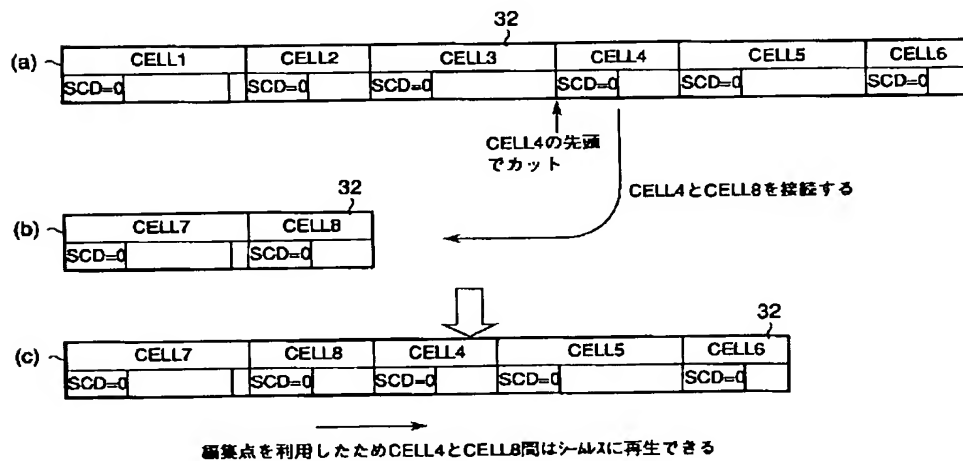 32
(a) CELL1 CELL2 CELL3 CELL4 CELL5 CELL6
SCD=0 SCD=0 SCD=0 SCD=0 SCD=0 SCD=0
CELL4の先頭
でカット
CELL4とCELL8を接続する
32
(b) CELL7 CELL8
SCD=0 SCD=0
32
(c) CELL7 CELL8 CELL4 CELL5 CELL6
SCD=0 SCD=0 SCD=0 SCD=0 SCD=0
編集点を利用したためCELL4とCELL8間はシームレスに再生できる